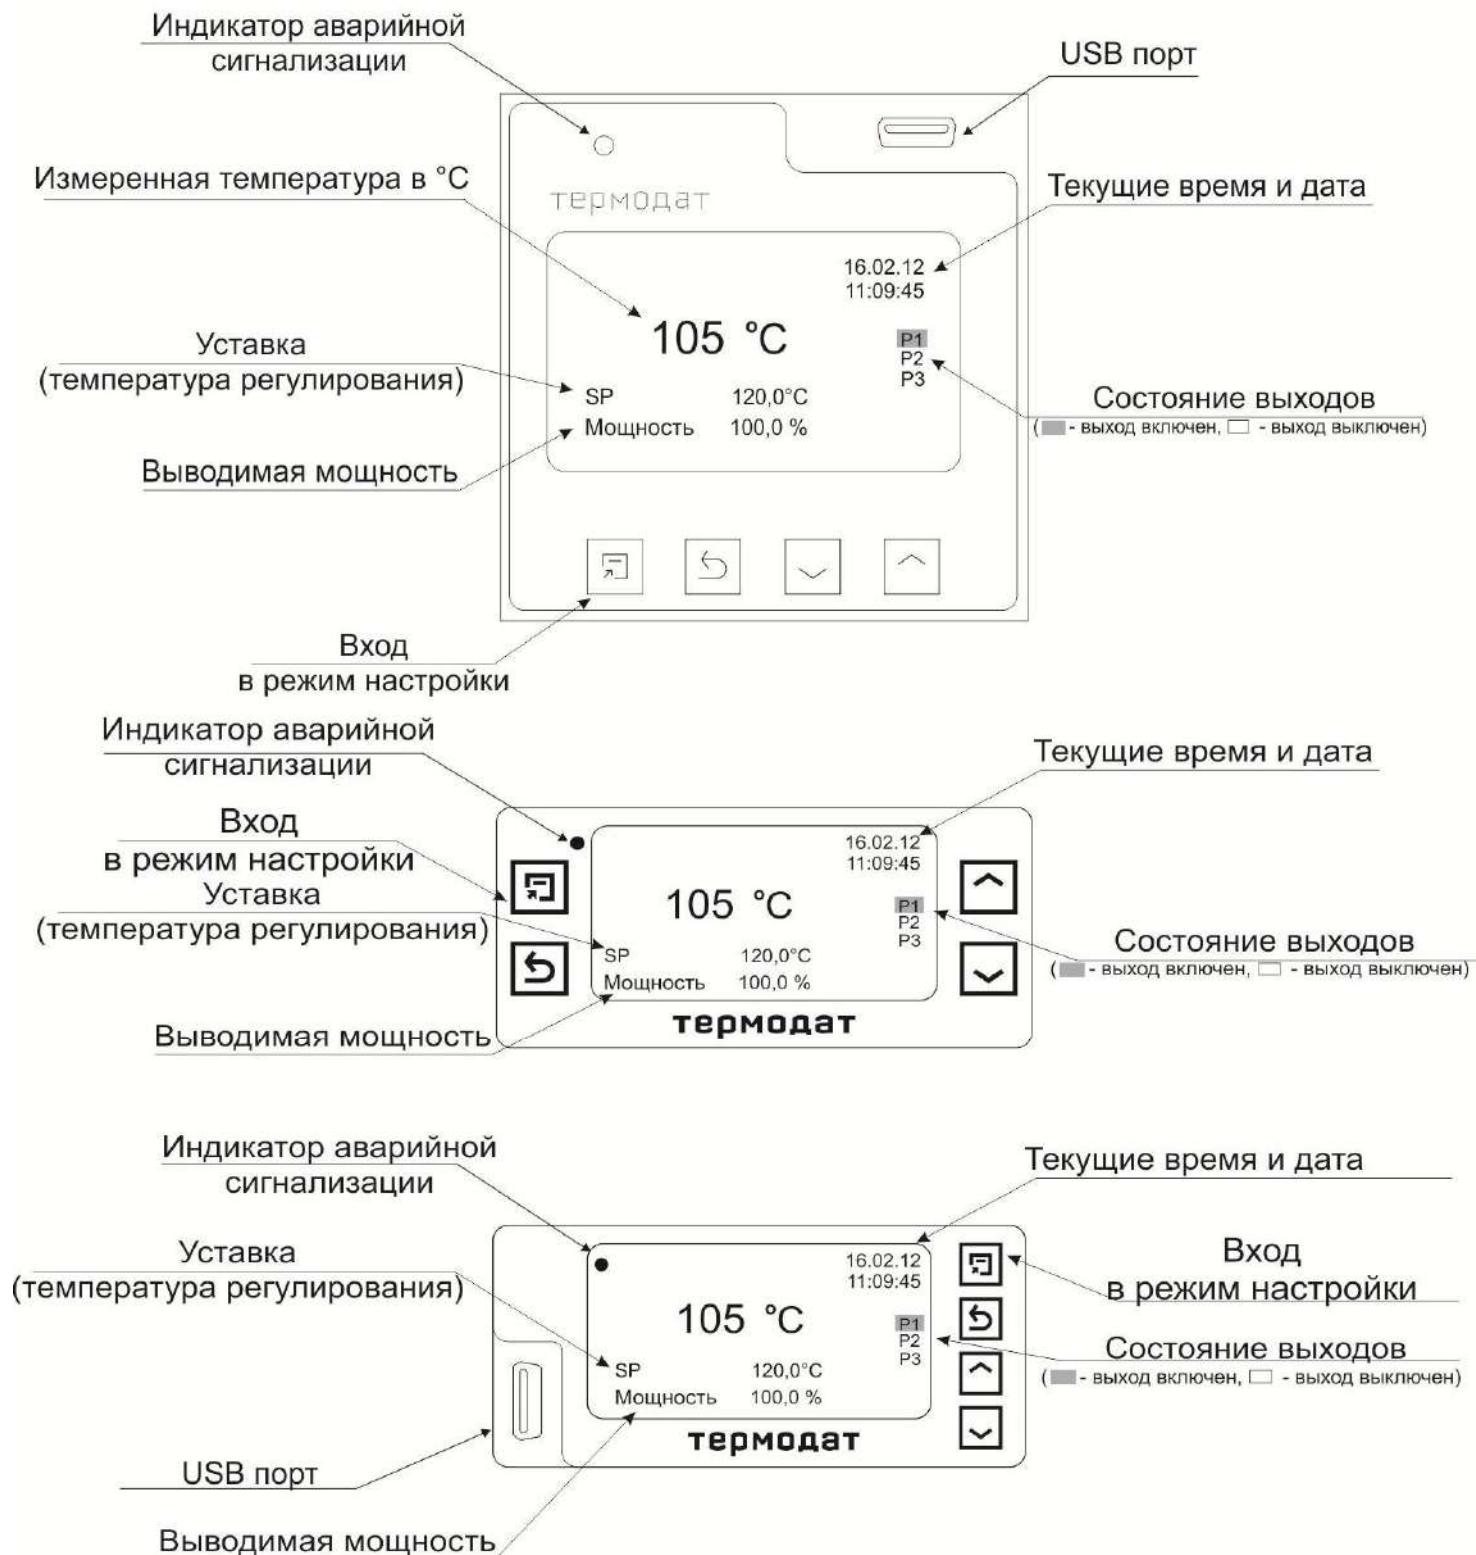 Индикатор аварийной
сигнализации
USB порт
Измеренная температура в °C
термодат
Текущие время и дата
16.02.12
11:09:45
105 °C
Уставка
(температура регулирования)
P1
P2
P3
SP 120,0°C
Мощность 100,0 %
Состояние выходов
( - выход включен, - выход выключен)
Выводимая мощность
Вход
в режим настройки
Индикатор аварийной
сигнализации
Текущие время и дата
Вход
в режим настройки
Уставка
(температура регулирования)
16.02.12
11:09:45
105 °C
P1
P2
P3
SP 120,0°C
Мощность 100,0 %
Состояние выходов
( - выход включен, - выход выключен)
термодат
Выводимая мощность
Индикатор аварийной
сигнализации
Текущие время и дата
Уставка
(температура регулирования)
16.02.12
11:09:45
Вход
в режим настройки
105 °C
P1
P2
P3
SP 120,0°C
Мощность 100,0 %
Состояние выходов
( - выход включен, - выход выключен)
термодат
USB порт
Выводимая мощность